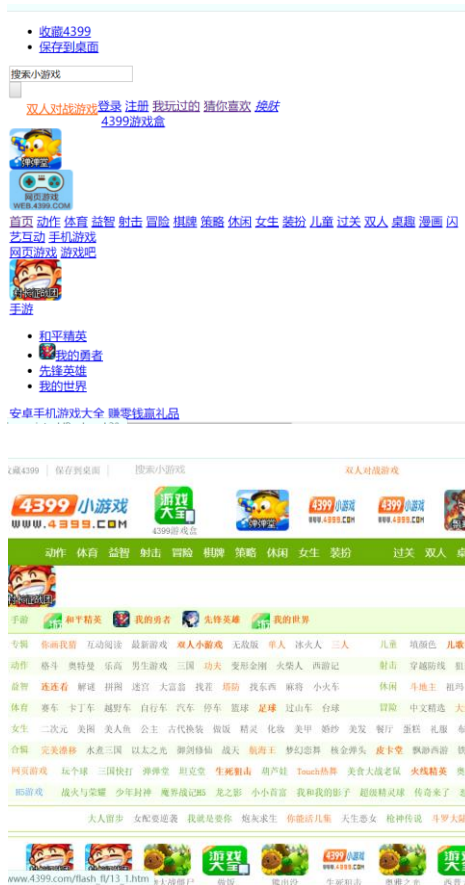 收藏4399
保存到桌面
搜索小游戏
双人对战游戏登录 注册 我玩过的 猜你喜欢 换肤
4399游戏盒
弹弹堂
网页游戏
WEB.4399.COM
首页 动作 体育 益智 射击 冒险 棋牌 策略 休闲 女生 装扮 儿童 过关 双人 桌趣 漫画 闪
艺互动 手机游戏
网页游戏 游戏吧
手游
和平精英
我的勇者
先锋英雄
我的世界
安卓手机游戏大全 赚零钱赢礼品
藏4399 保存到桌面 搜索小游戏 双人对战游戏
4399小游戏
WWW.4399.COM
游戏大全
4399游戏盒
弹弹堂
4399小游戏
4399小游戏
动作 体育 益智 射击 冒险 棋牌 策略 休闲 女生 装扮 过关 双人
手游 和平精英 我的勇者 先锋英雄 我的世界
专辑 你画我猜 互动阅读 最新游戏 双人小游戏 无敌版 单人 冰火人 三人 儿童 填颜色 儿歌
动作 格斗 奥特曼 乐高 男生游戏 三国 功夫 变形金刚 火柴人 西游记 射击 穿越防线
益智 连连看 解谜 拼图 迷宫 大富翁 找茬 塔防 找东西 麻将 小火车 休闲 斗地主 祖玛
体育 赛车 卡丁车 越野车 自行车 汽车 停车 篮球 足球 过山车 台球 冒险 中文精选
女生 二次元 美图 美人鱼 公主 古代换装 做饭 精灵 化妆 美甲 婚纱 美发 餐厅 蛋糕 礼服
合辑 完美漂移 水煮三国 以太之光 御剑修仙 战天 航海王 梦幻恋舞 核金弹头 皮卡堂 飘渺西游
网页游戏 坦个球 三国快打 弹弹堂 坦克堂 生死狙击 葫芦娃 Touch热舞 美食大战老鼠 火线精英
H5游戏 战火与荣耀 少年封神 魔界战记H5 龙之影 小小首富 我和我的影子 超级精灵球 传奇来了
大人留步 女配要逆袭 我就是要你 炮灰求生 你能活几集 天生恶女 枪神传说 斗罗大陆
www.4399.com/flash_fl/13_1.htm